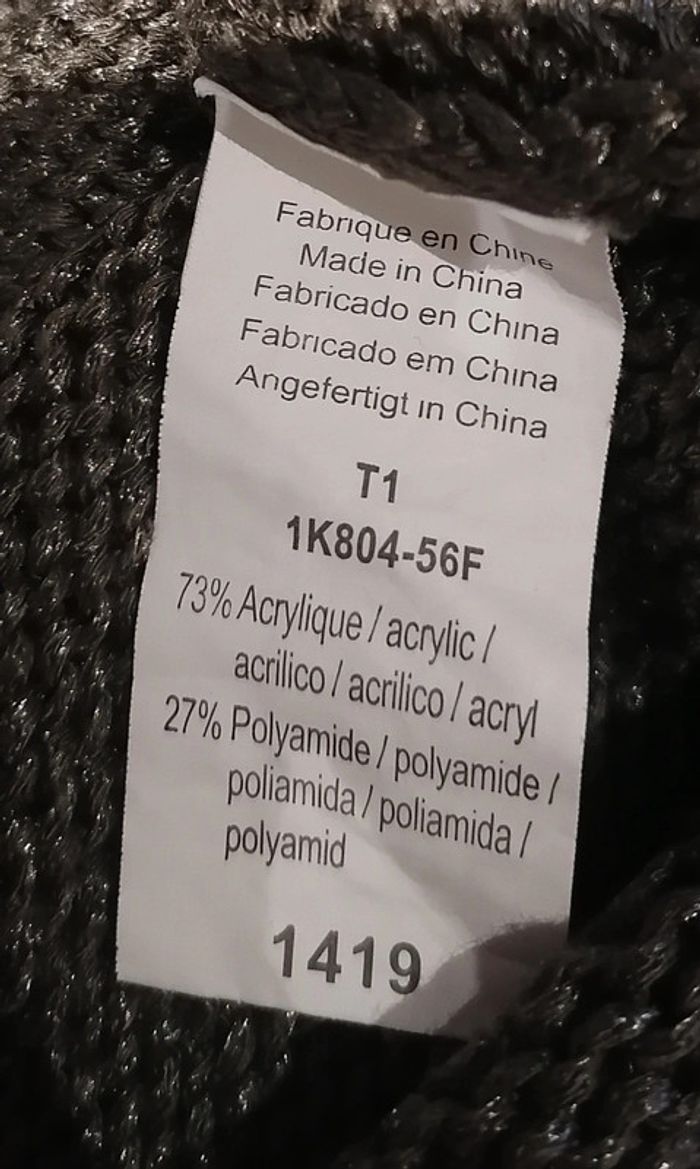 Fabrique en Chine
Made in China
Fabricado en China
Fabricado em China
Angefertigt in China
T1
1K804-56F
73% Acrylique / acrylic /
acrilico / acrilico / acryl
27% Polyamide / polyamide /
poliamida / poliamida /
polyamid
1419